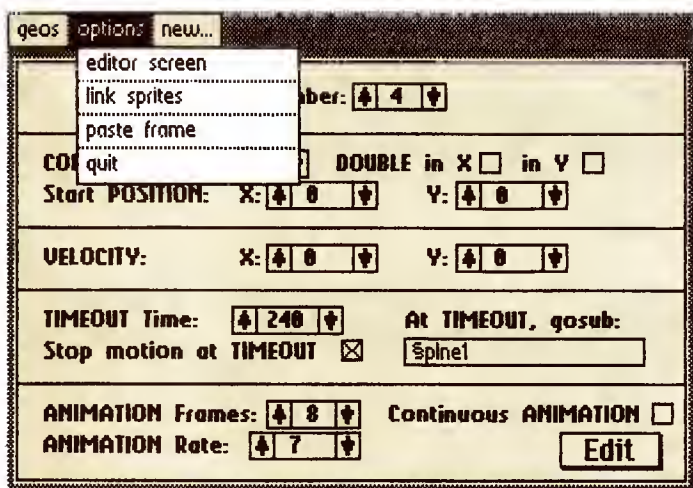 geos options new...
editor screen
link sprites
paste frame
quit
4
DOUBLE in X in Y
Start POSITION: X: 0 Y: 0
VELOCITY: X: 0 Y: 0
TIMEOUT Time: 240 At TIMEOUT, gosub:
Stop motion at TIMEOUT §plne1
ANIMATION Frames: 8 Continuous ANIMATION
ANIMATION Rate: 7 Edit